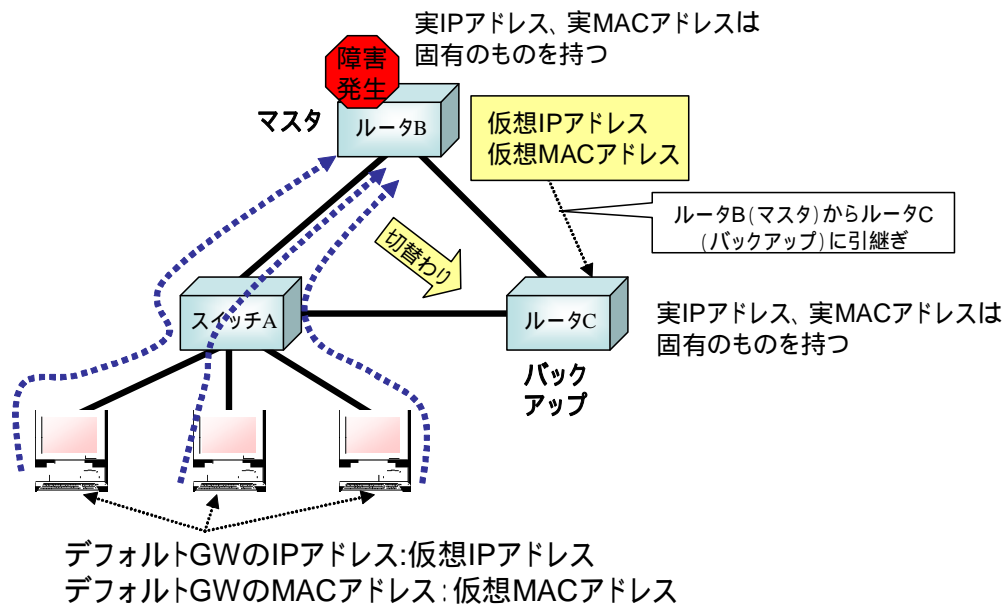 実IPアドレス、実MACアドレスは
固有のものを持つ
障害
発生
マスタ
ルータB
仮想IPアドレス
仮想MACアドレス
ルータB(マスタ)からルータC
(バックアップ)に引継ぎ
切替わり
スイッチA
ルータC
実IPアドレス、実MACアドレスは
固有のものを持つ
バック
アップ
デフォルトGWのIPアドレス:仮想IPアドレス
デフォルトGWのMACアドレス:仮想MACアドレス